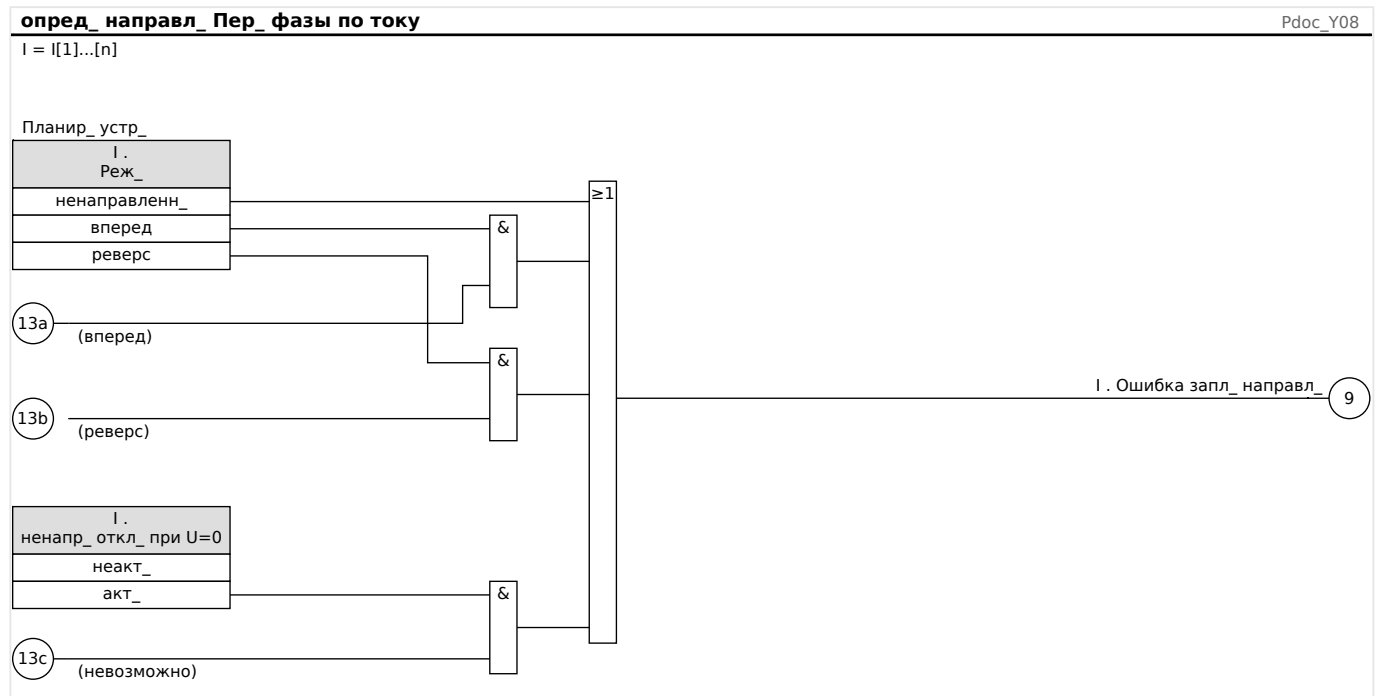 опред_ направл_ Пер_ фазы по току
Pdoc_Y08
I = I[1]...[n]
Планир_ устр_
I .
Реж_
ненаправленн_
вперед
реверс
≥1
&
13a
(вперед)
&
13b
(реверс)
I . Ошибка запл_ направл_
9
I .
ненапр_ откл_ при U=0
неакт_
акт_
&
13c
(невозможно)